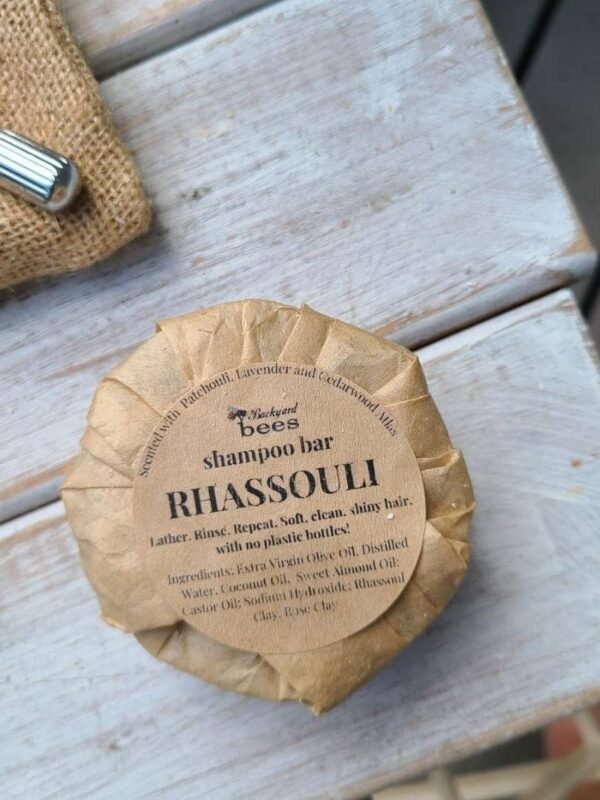 Scented with Patchouli, Lavender and Cedarwood Atlas
Backyard
bees
shampoo bar
RHASSOULI
Lather. Rinse. Repeat. Soft, clean, shiny hair,
with no plastic bottles!
Ingredients: Extra Virgin Olive Oil, Distilled
Water, Coconut Oil, Sweet Almond Oil;
Castor Oil; Sodium Hydroxide; Rhassoul
Clay, Rose Clay